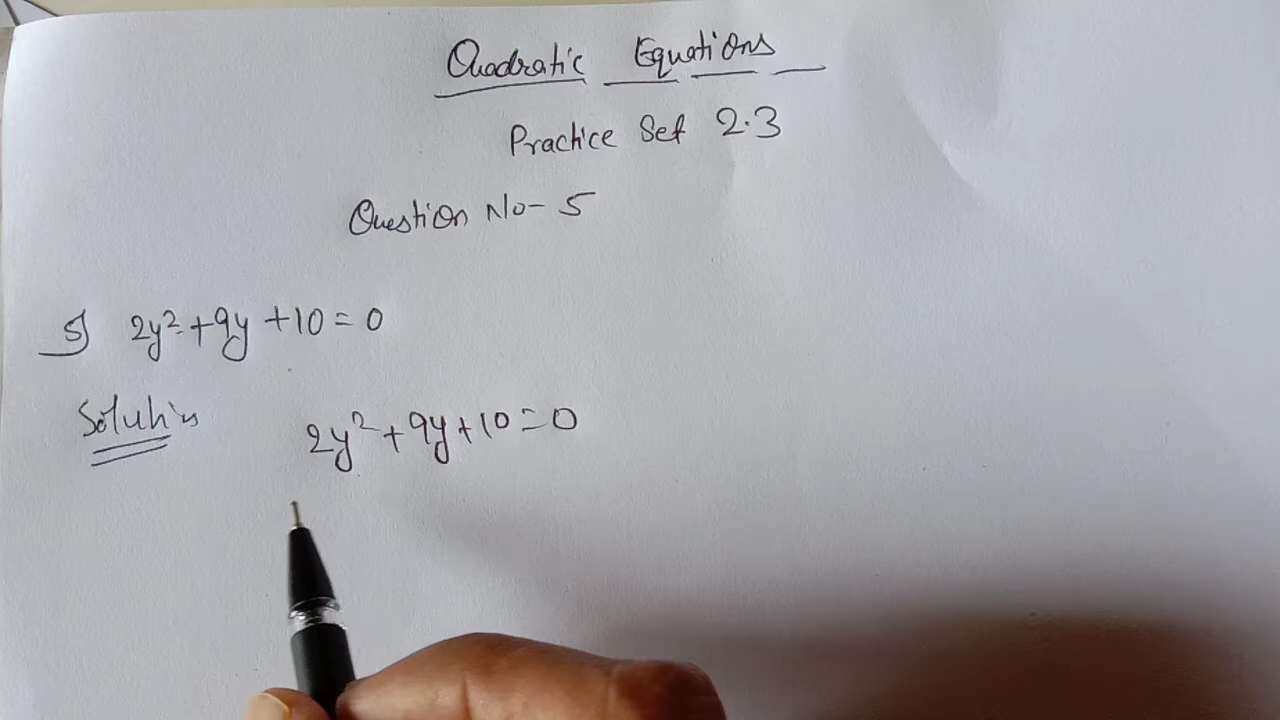 Quadratic Equations
Practice Set 2.3
Question No- 5
5) 2y²+9y+10=0
Solution
2y²+9y+10=0